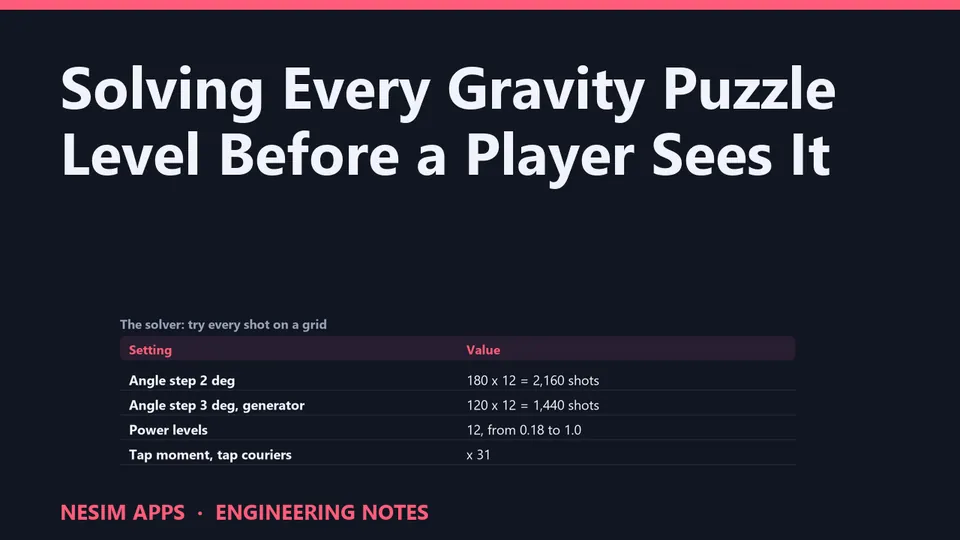 Solving Every Gravity Puzzle
Level Before a Player Sees It
The solver: try every shot on a grid
Setting Value
Angle step 2 deg 180 x 12 = 2,160 shots
Angle step 3 deg, generator 120 x 12 = 1,440 shots
Power levels 12, from 0.18 to 1.0
Tap moment, tap couriers x 31
NESIM APPS · ENGINEERING NOTES